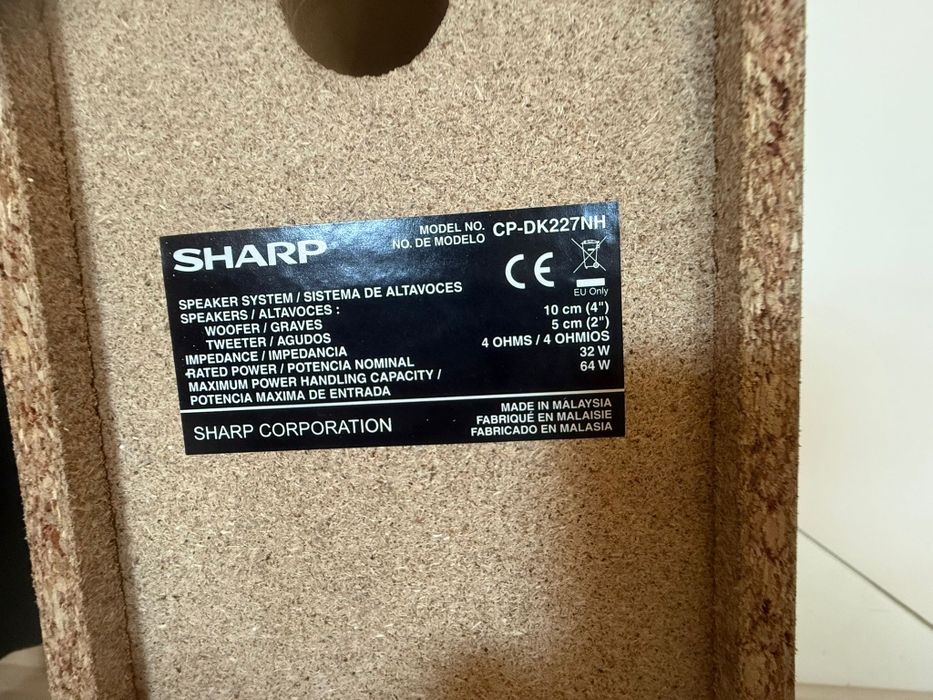 SHARP
MODEL NO. CP-DK227NH
NO. DE MODELO
CE
EU Only
SPEAKER SYSTEM / SISTEMA DE ALTAVOCES
SPEAKERS / ALTAVOCES :
WOOFER / GRAVES 10 cm (4")
TWEETER / AGUDOS 5 cm (2")
IMPEDANCE / IMPEDANCIA 4 OHMS / 4 OHMIOS
RATED POWER / POTENCIA NOMINAL 32 W
MAXIMUM POWER HANDLING CAPACITY / 64 W
POTENCIA MAXIMA DE ENTRADA
SHARP CORPORATION
MADE IN MALAYSIA
FABRIQUÉ EN MALAISIE
FABRICADO EN MALASIA